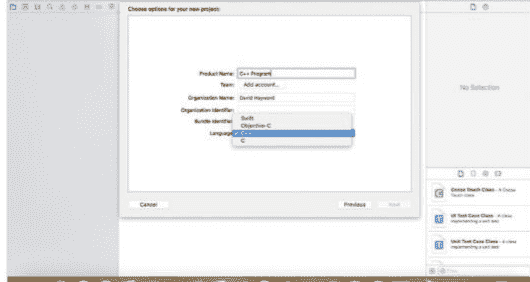 Choose options for your new project:
Product Name: C++ Program
Team: Add account...
Organization Name: David Hayward
Organization Identifier:
Bundle Identifier:
Language:
Swift
Objective-C
C++
C
Cancel
Previous
Next
No Selection
Cocoa Touch Class - A Cocoa
Touch class
UI Test Case Class - A class
implementing a unit test
Unit Test Case Class - A class
implementing a unit test